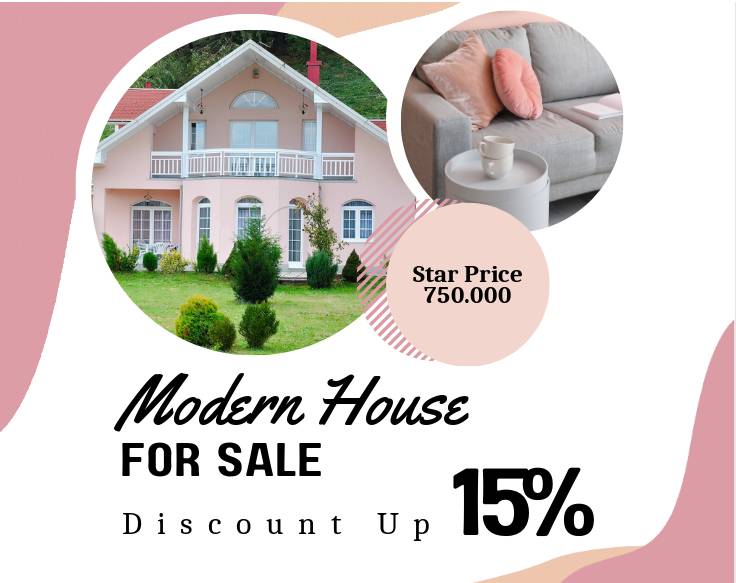 Star Price
750.000
Modern House
FOR SALE
Discount Up 15%